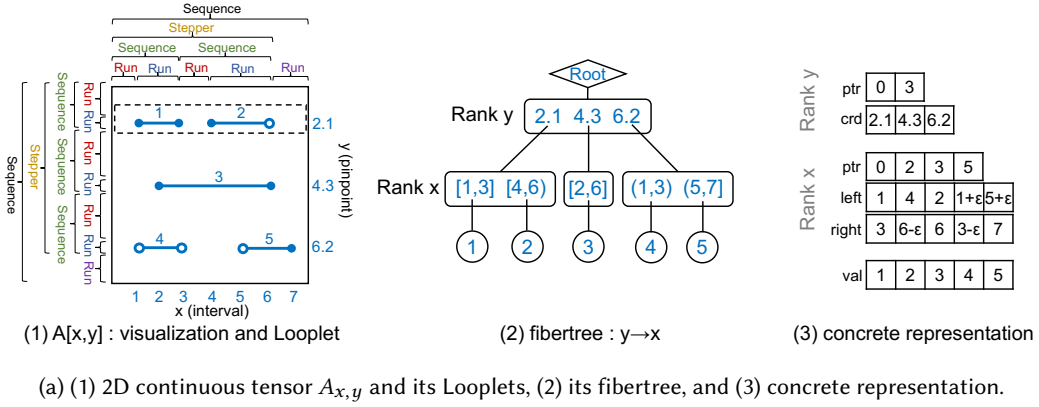 Sequence
Stepper
Sequence Sequence
Run Run Run Run Run
Sequence
Stepper
Sequence Sequence Sequence
Run Run Run Run Run Run Run
1 2 2.1
3 4.3
4 5 6.2
y (pinpoint)
1 2 3 4 5 6 7
x (interval)
(1) A[x,y] : visualization and Looplet
Root
Rank y 2.1 4.3 6.2
Rank x [1,3] [4,6) [2,6] (1,3) (5,7]
1 2 3 4 5
(2) fibertree : y→x
Rank y
ptr 0 3
crd 2.1 4.3 6.2
Rank x
ptr 0 2 3 5
left 1 4 2 1+ε 5+ε
right 3 6-ε 6 3-ε 7
val 1 2 3 4 5
(3) concrete representation
(a) (1) 2D continuous tensor Ax,y and its Looplets, (2) its fibertree, and (3) concrete representation.